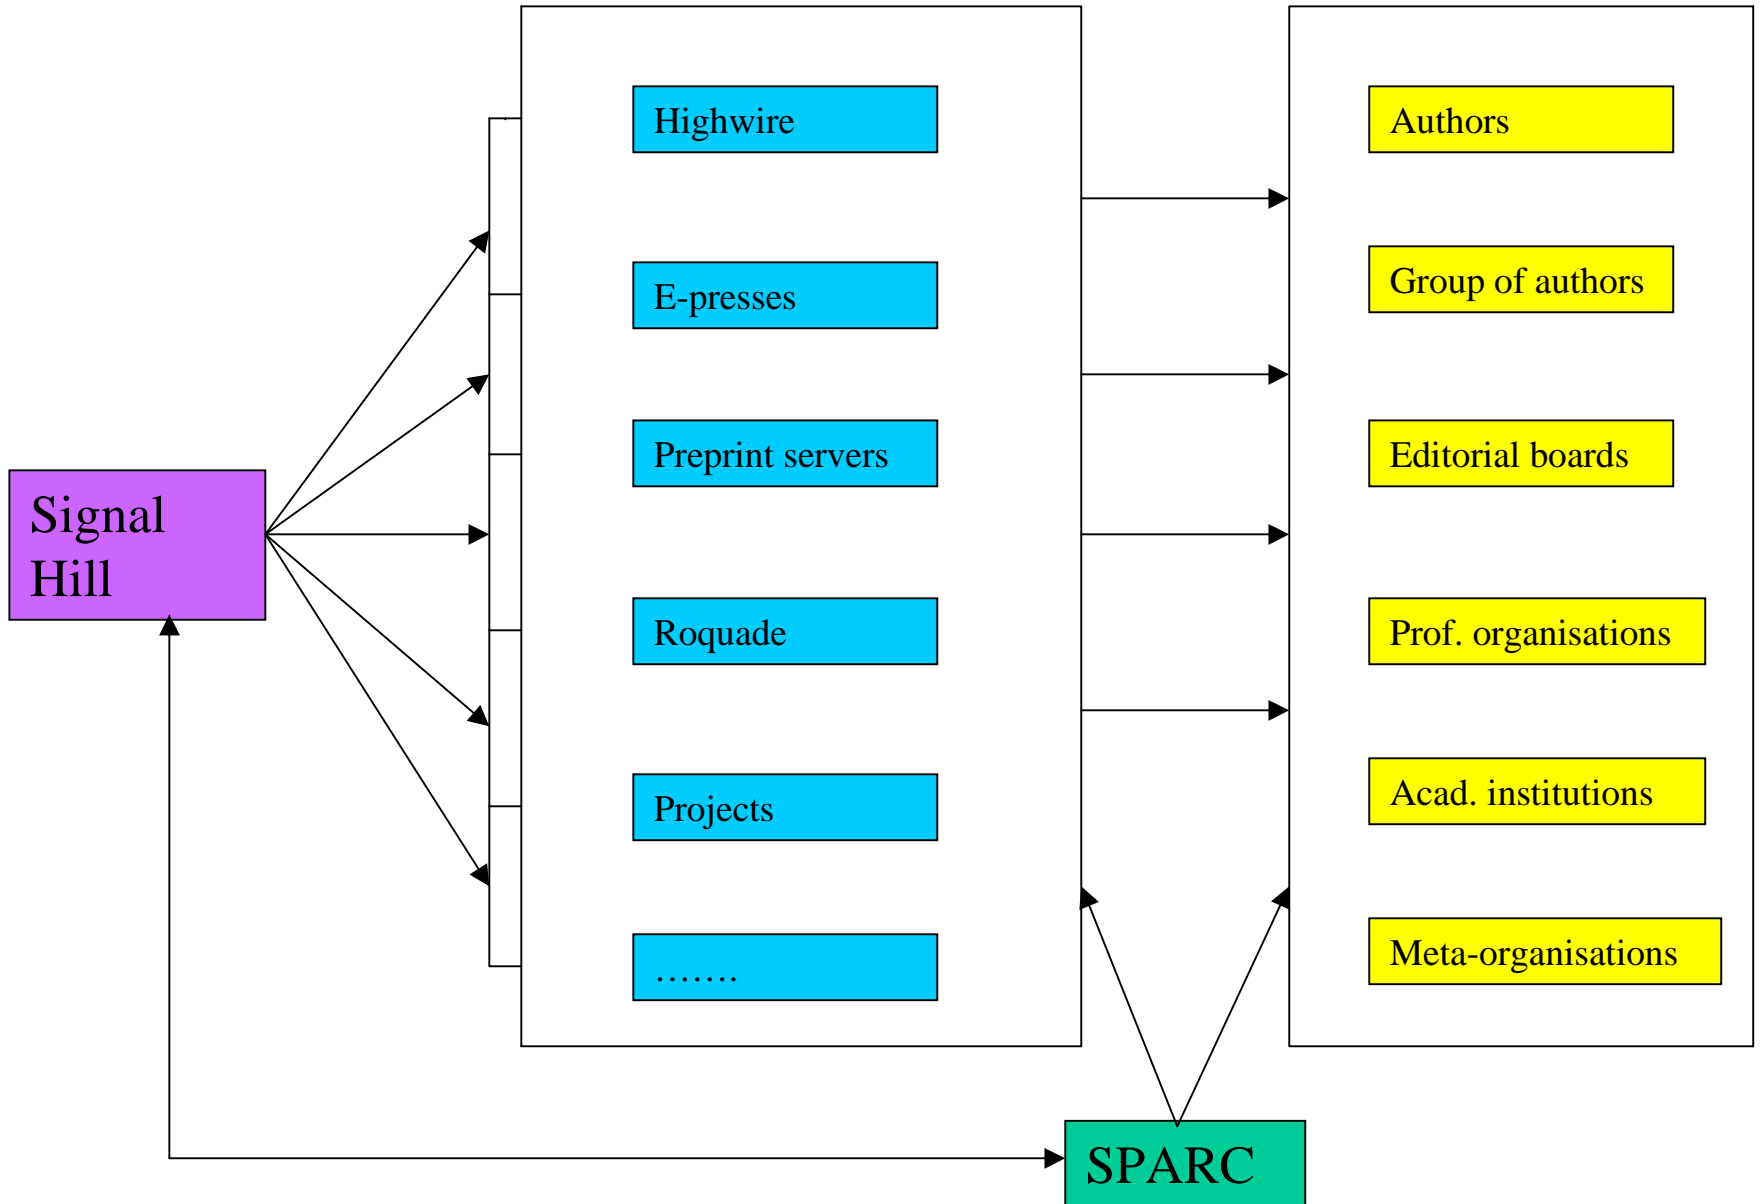 Signal
Hill
Highwire
E-presses
Preprint servers
Roquade
Projects
…….
Authors
Group of authors
Editorial boards
Prof. organisations
Acad. institutions
Meta-organisations
SPARC